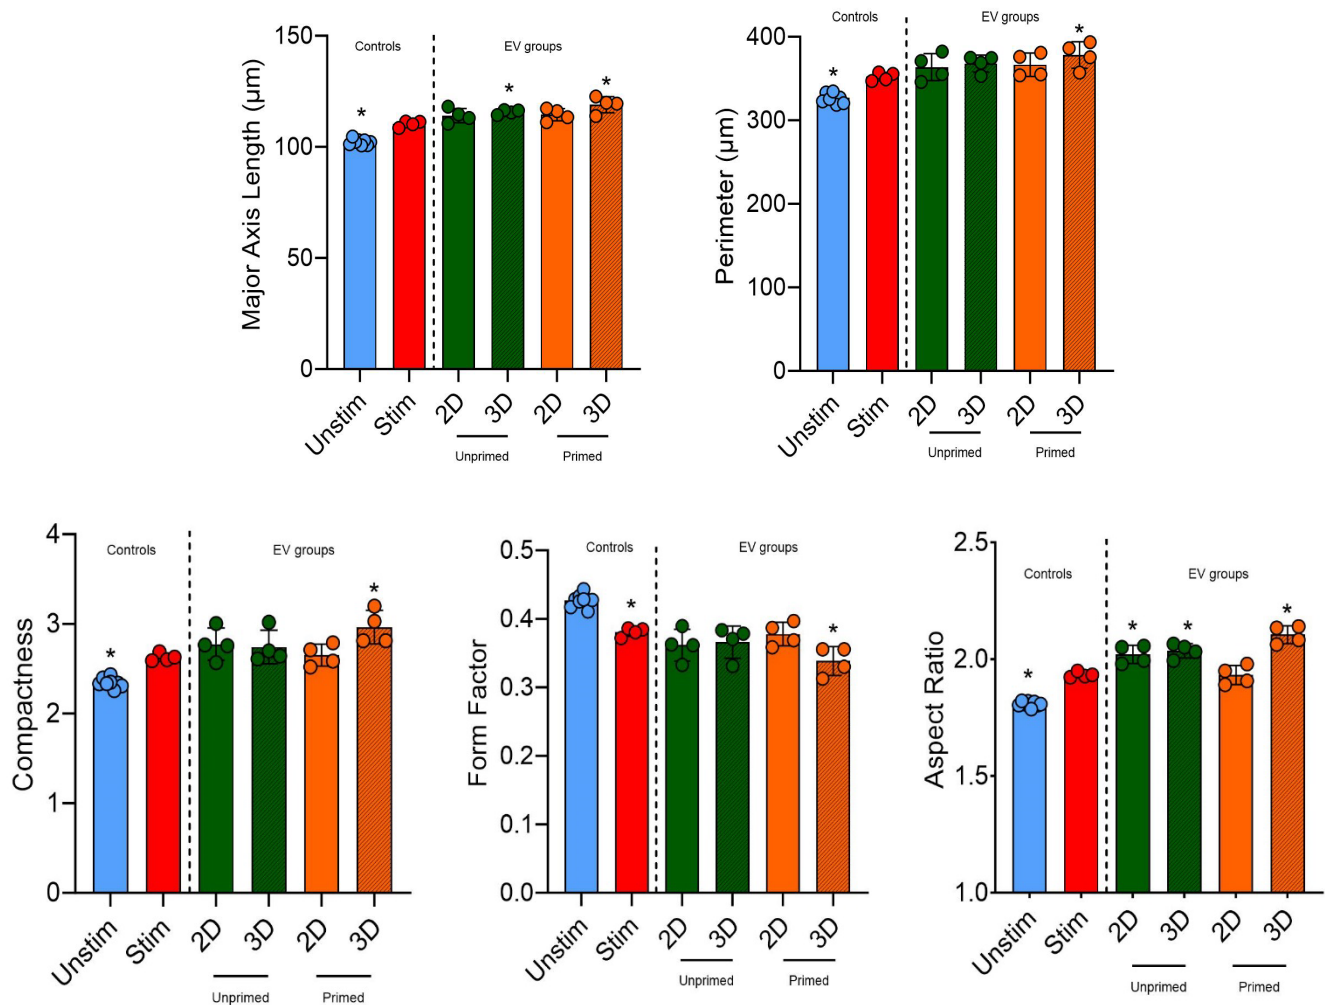 Major Axis Length (µm)
150
100
50
0
Controls
EV groups
*
*
*
Unstim
Stim
2D
3D
2D
3D
Unprimed
Primed
Perimeter (µm)
400
300
200
100
0
Controls
EV groups
*
*
Unstim
Stim
2D
3D
2D
3D
Unprimed
Primed
Compactness
4
3
2
1
0
Controls
EV groups
*
*
Unstim
Stim
2D
3D
2D
3D
Unprimed
Primed
Form Factor
0.5
0.4
0.3
0.2
0.1
0.0
Controls
EV groups
*
*
Unstim
Stim
2D
3D
2D
3D
Unprimed
Primed
Aspect Ratio
2.5
2.0
1.5
1.0
Controls
EV groups
*
*
*
*
Unstim
Stim
2D
3D
2D
3D
Unprimed
Primed